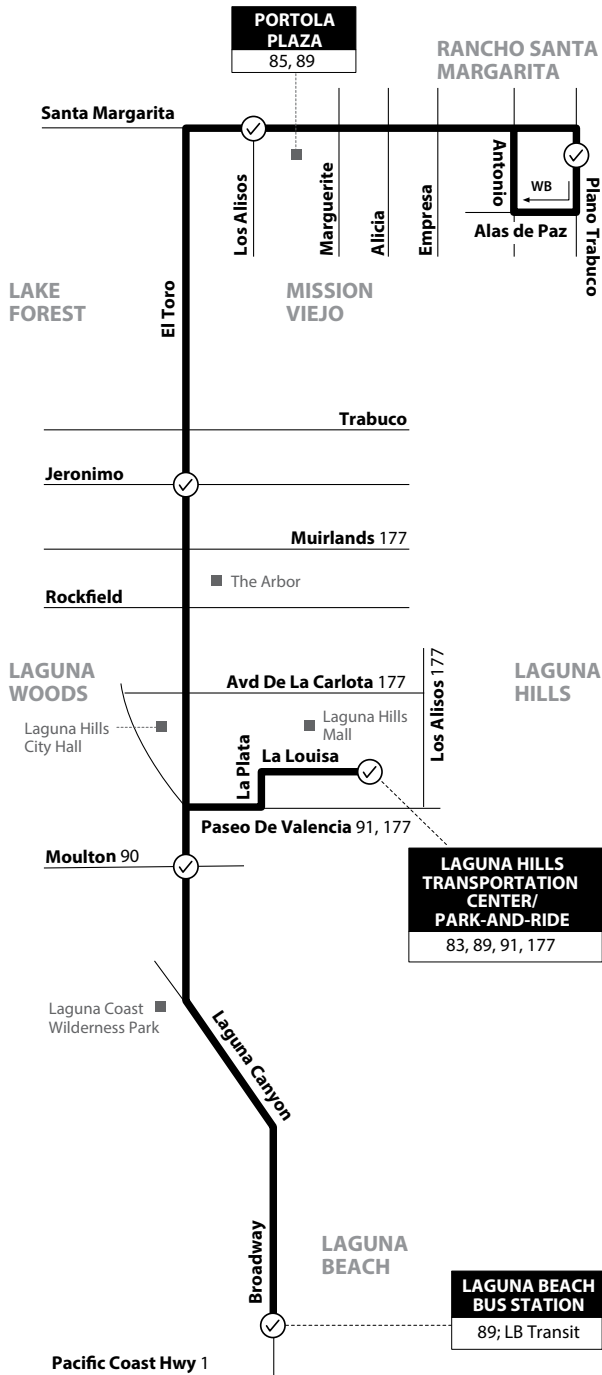 PORTOLA
PLAZA
85, 89
RANCHO SANTA
MARGARITA
Santa Margarita
Los Alisos
Marguerite
Alicia
Empresa
Antonio
WB
Plano Trabuco
Alas de Paz
LAKE
FOREST
El Toro
MISSION
VIEJO
Trabuco
Jeronimo
Muirlands 177
The Arbor
Rockfield
LAGUNA
WOODS
Avd De La Carlota 177
Los Alisos 177
LAGUNA
HILLS
Laguna Hills
City Hall
Laguna Hills
Mall
La Plata
La Louisa
Paseo De Valencia 91, 177
Moulton 90
LAGUNA HILLS
TRANSPORTATION
CENTER/
PARK-AND-RIDE
83, 89, 91, 177
Laguna Coast
Wilderness Park
Laguna Canyon
Broadway
LAGUNA
BEACH
LAGUNA BEACH
BUS STATION
89; LB Transit
Pacific Coast Hwy 1